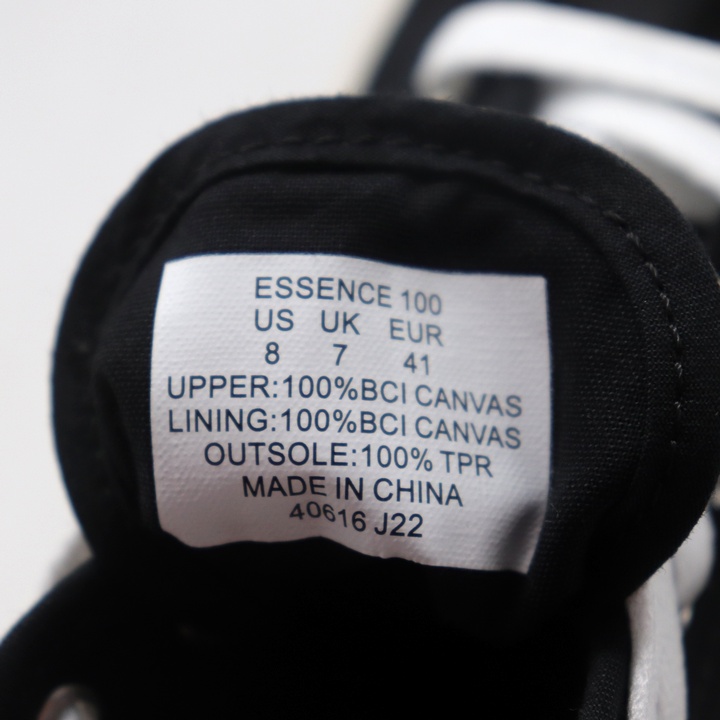 ESSENCE 100
US UK EUR
8 7 41
UPPER:100%BCI CANVAS
LINING:100%BCI CANVAS
OUTSOLE:100% TPR
MADE IN CHINA
40616 J22